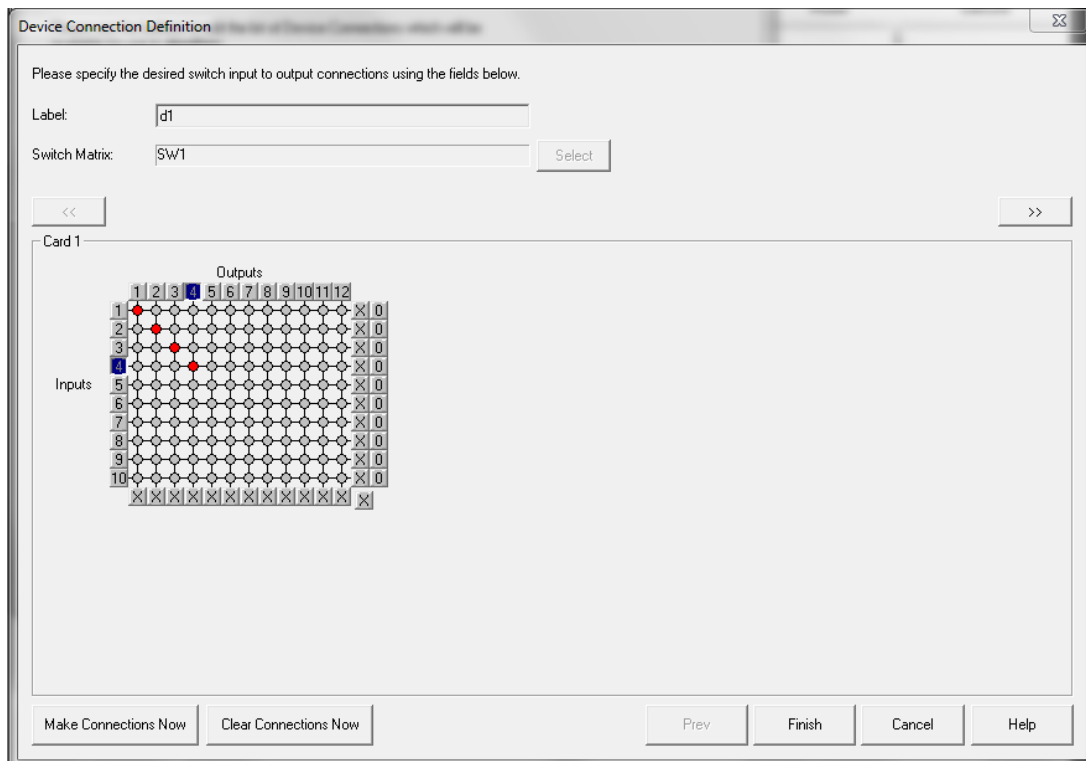 Device Connection Definition
Please specify the desired switch input to output connections using the fields below.
Label: d1
Switch Matrix: SW1 Select
<< >>
Card 1
Outputs
1 2 3 4 5 6 7 8 9 10 11 12
1 X 0
2 X 0
3 X 0
4 X 0
Inputs 5 X 0
6 X 0
7 X 0
8 X 0
9 X 0
10 X 0
X X X X X X X X X X X X X
Make Connections Now Clear Connections Now Prev Finish Cancel Help